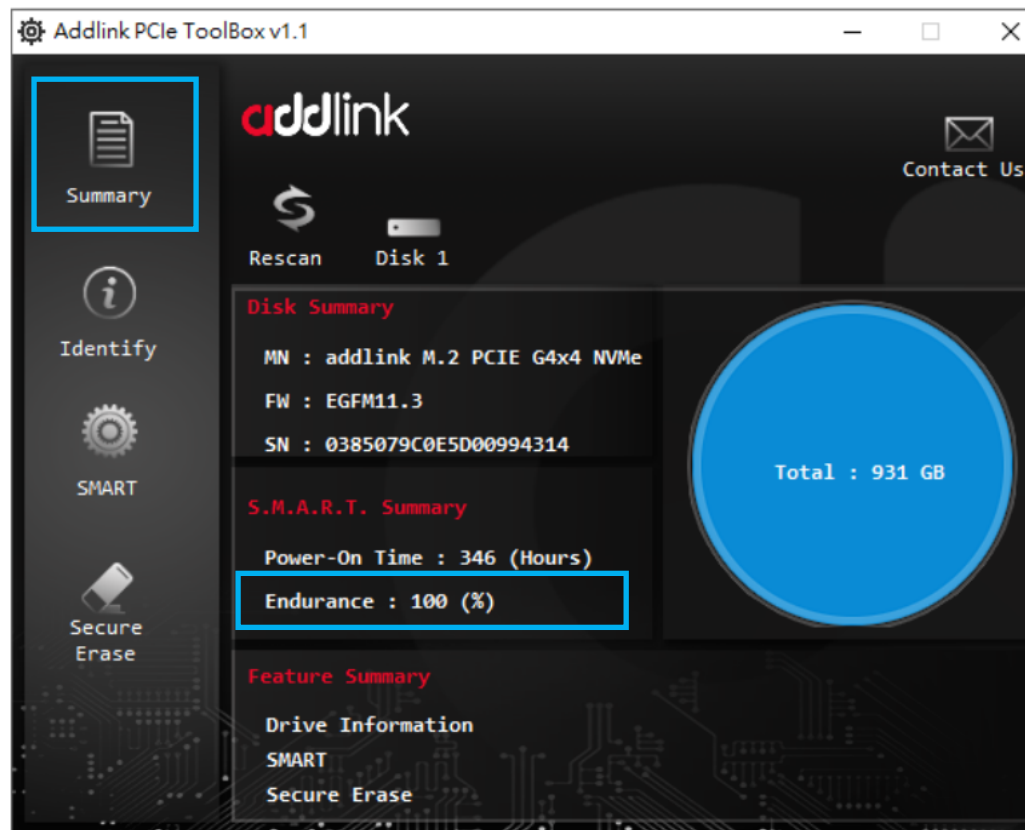 Addlink PCIe ToolBox v1.1
addlink
Contact Us
Summary
Rescan
Disk 1
Identify
SMART
Secure
Erase
Disk Summary
MN : addlink M.2 PCIE G4x4 NVMe
FW : EGFM11.3
SN : 0385079C0E5D00994314
Total : 931 GB
S.M.A.R.T. Summary
Power-On Time : 346 (Hours)
Endurance : 100 (%)
Feature Summary
Drive Information
SMART
Secure Erase